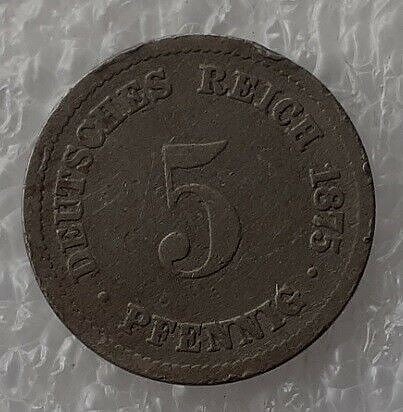 DEUTSCHES REICH 1875
5
· PFENNIG ·